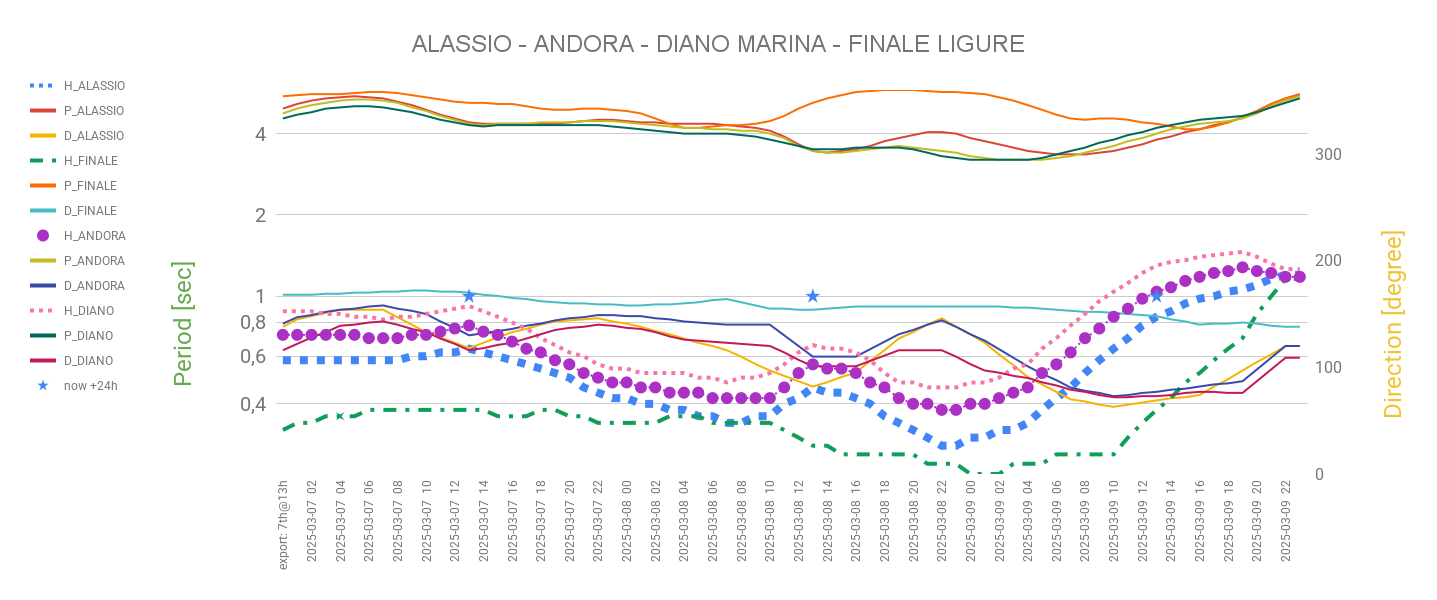 ALASSIO - ANDORA - DIANO MARINA - FINALE LIGURE
H_ALASSIO
P_ALASSIO
D_ALASSIO
H_FINALE
P_FINALE
D_FINALE
H_ANDORA
P_ANDORA
D_ANDORA
H_DIANO
P_DIANO
D_DIANO
now +24h
Period [sec]
4
2
1
0,8
0,6
0,4
300
200
100
0
Direction [degree]
export: 7th@13h
2025-03-07 02
2025-03-07 04
2025-03-07 06
2025-03-07 08
2025-03-07 10
2025-03-07 12
2025-03-07 14
2025-03-07 16
2025-03-07 18
2025-03-07 20
2025-03-07 22
2025-03-08 00
2025-03-08 02
2025-03-08 04
2025-03-08 06
2025-03-08 08
2025-03-08 10
2025-03-08 12
2025-03-08 14
2025-03-08 16
2025-03-08 18
2025-03-08 20
2025-03-08 22
2025-03-09 00
2025-03-09 02
2025-03-09 04
2025-03-09 06
2025-03-09 08
2025-03-09 10
2025-03-09 12
2025-03-09 14
2025-03-09 16
2025-03-09 18
2025-03-09 20
2025-03-09 22